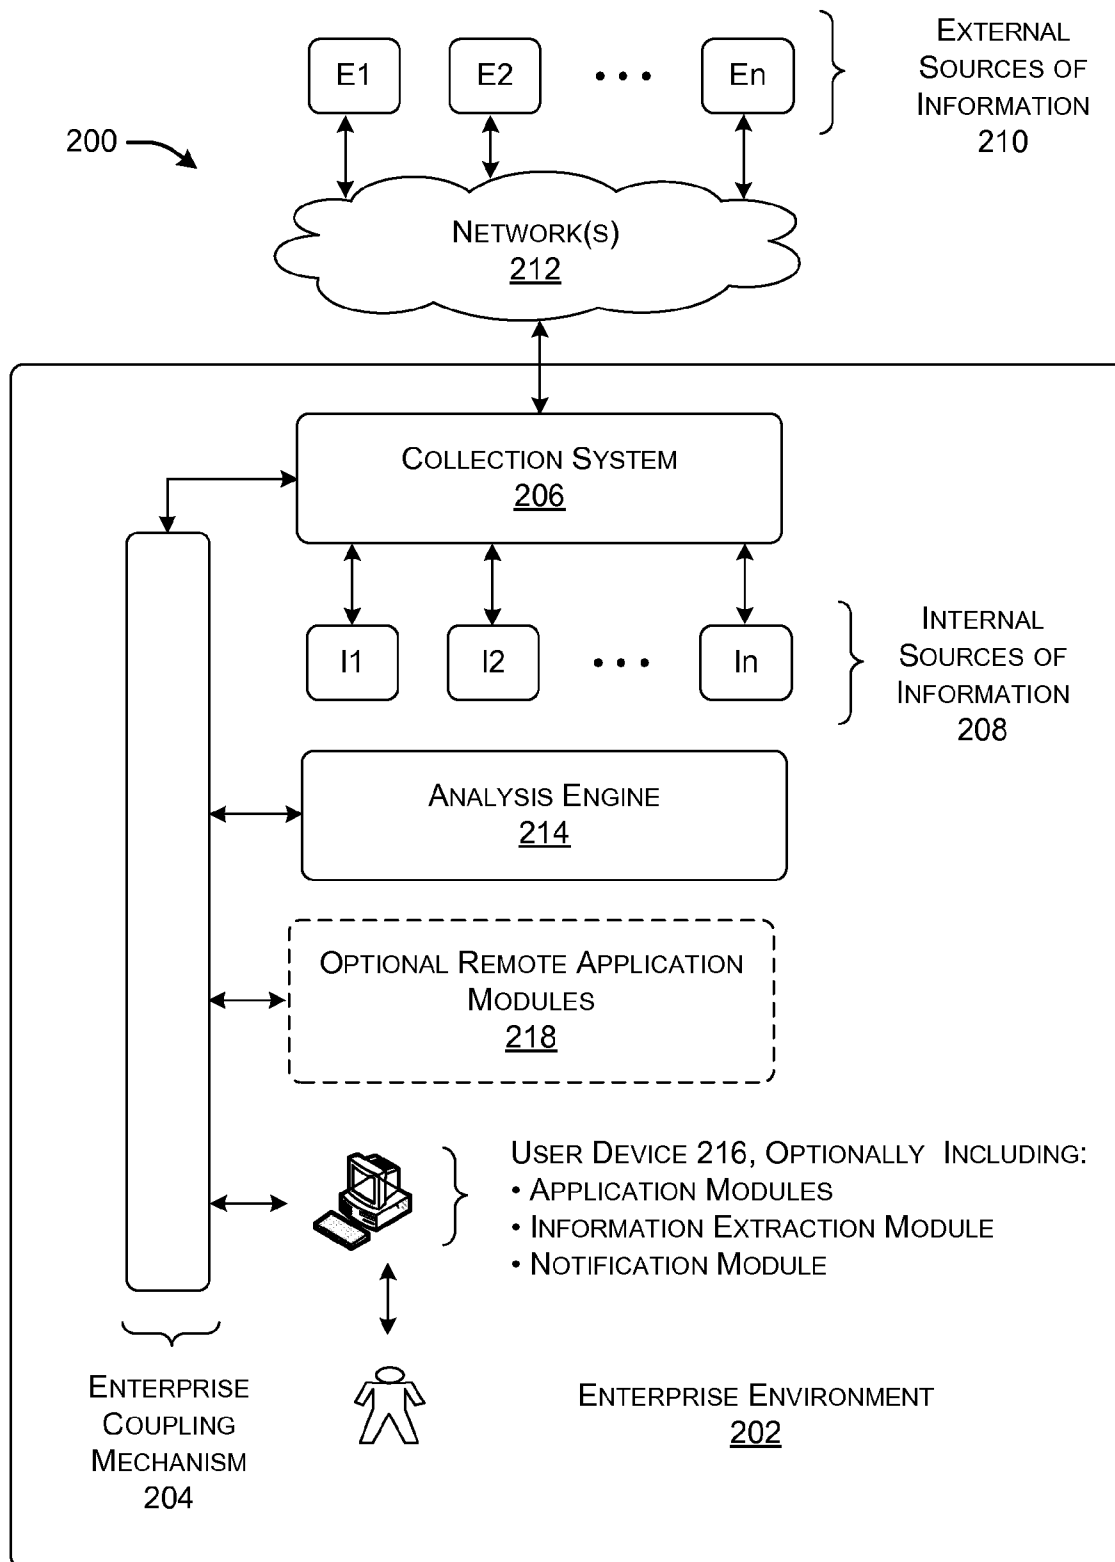 E1
E2
• • •
En
EXTERNAL
SOURCES OF
INFORMATION
210
200
NETWORK(S)
212
COLLECTION SYSTEM
206
I1
I2
• • •
In
INTERNAL
SOURCES OF
INFORMATION
208
ANALYSIS ENGINE
214
OPTIONAL REMOTE APPLICATION
MODULES
218
USER DEVICE 216, OPTIONALLY INCLUDING:
• APPLICATION MODULES
• INFORMATION EXTRACTION MODULE
• NOTIFICATION MODULE
ENTERPRISE
COUPLING
MECHANISM
204
ENTERPRISE ENVIRONMENT
202